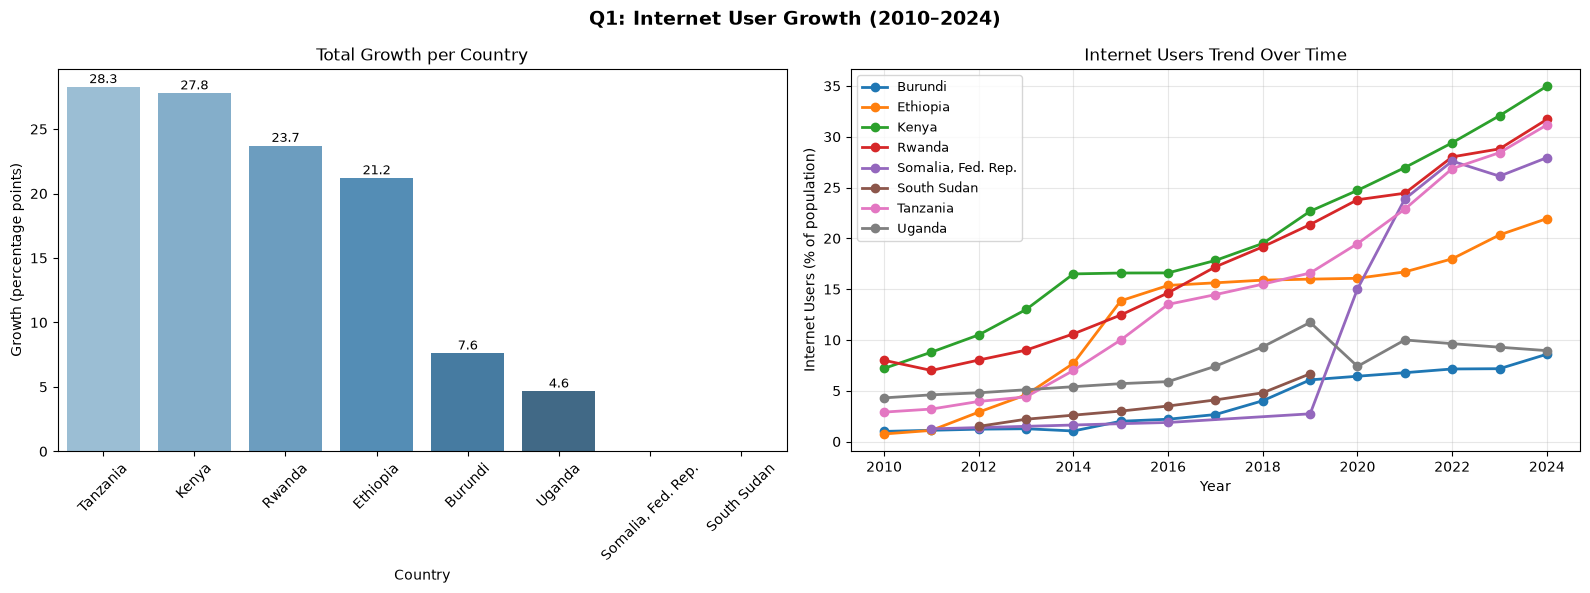 Q1: Internet User Growth (2010–2024)
Total Growth per Country
Growth (percentage points)
25
20
15
10
5
0
28.3
27.8
23.7
21.2
7.6
4.6
Tanzania
Kenya
Rwanda
Ethiopia
Burundi
Uganda
Somalia, Fed. Rep.
South Sudan
Country
Internet Users Trend Over Time
Internet Users (% of population)
35
30
25
20
15
10
5
0
Burundi
Ethiopia
Kenya
Rwanda
Somalia, Fed. Rep.
South Sudan
Tanzania
Uganda
2010
2012
2014
2016
2018
2020
2022
2024
Year